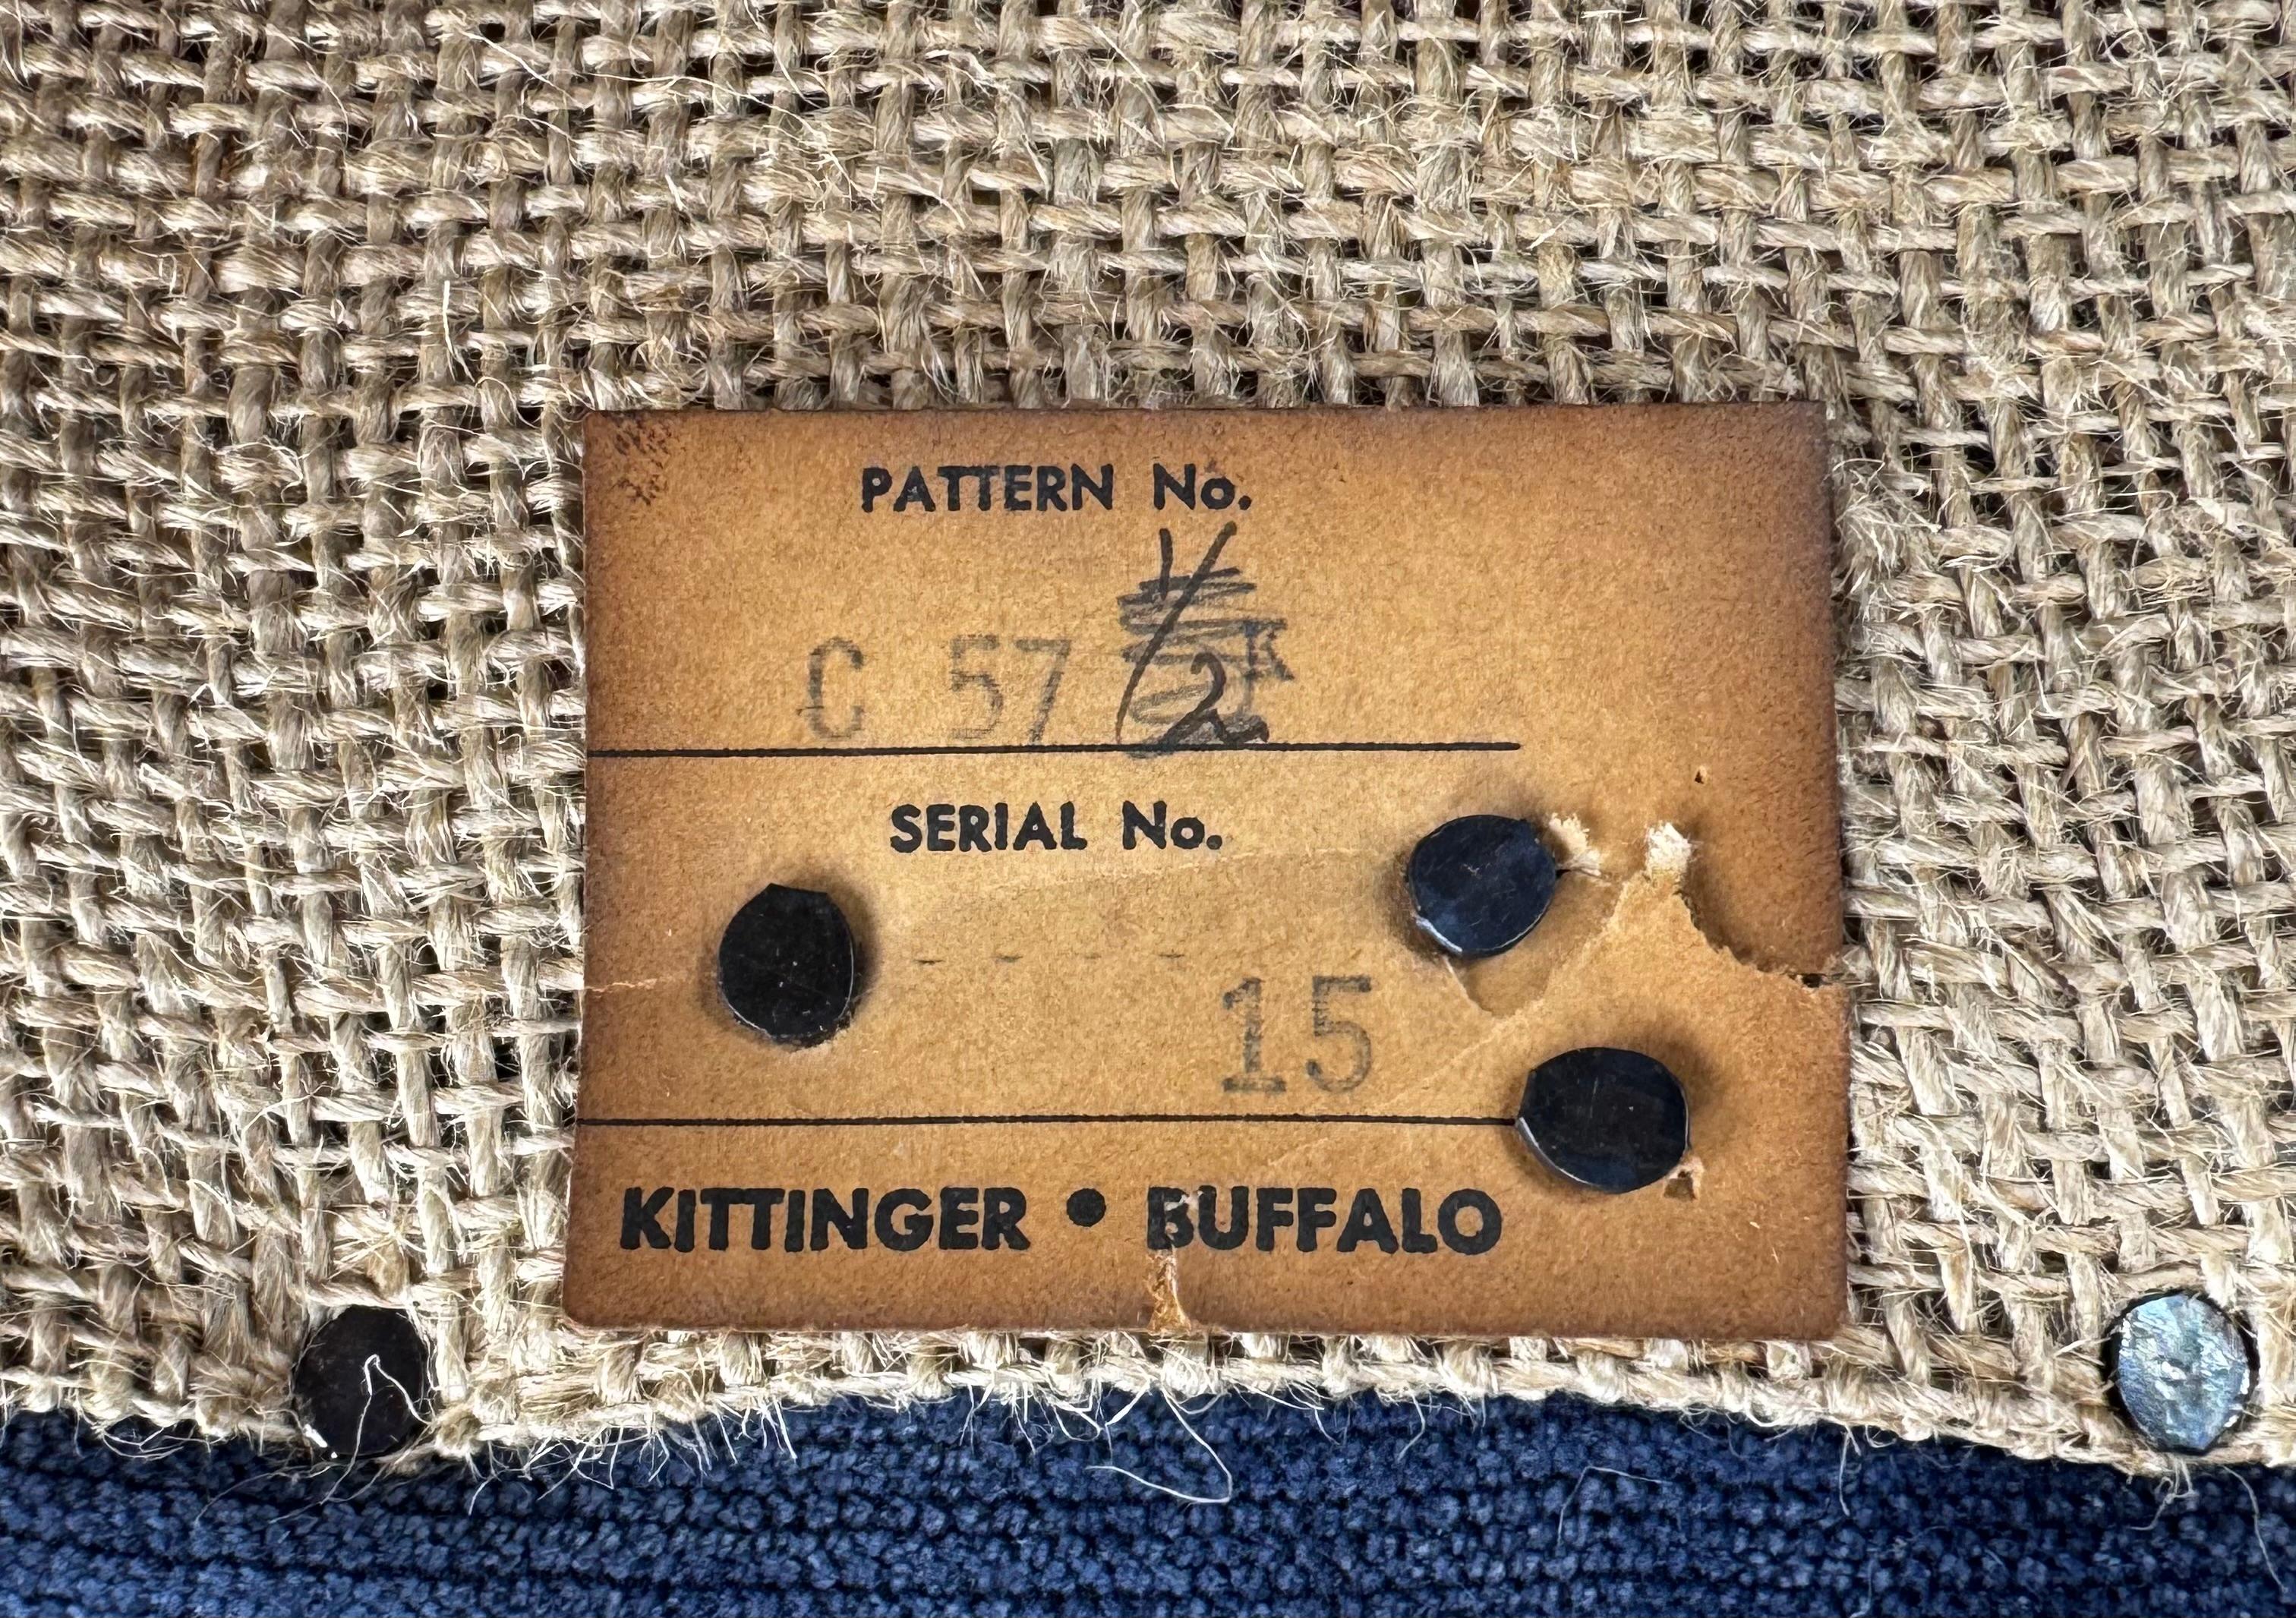 PATTERN No.
C 57 1/2
SERIAL No.
15
KITTINGER • BUFFALO